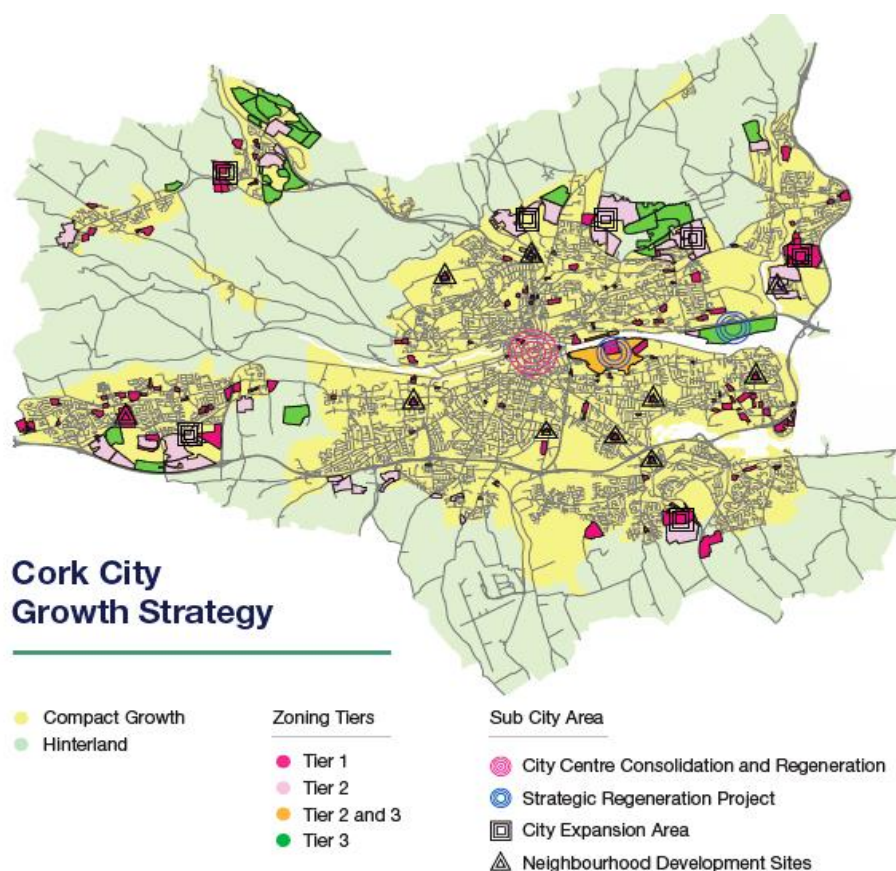 Cork City
Growth Strategy
Compact Growth
Hinterland
Zoning Tiers
Tier 1
Tier 2
Tier 2 and 3
Tier 3
Sub City Area
City Centre Consolidation and Regeneration
Strategic Regeneration Project
City Expansion Area
Neighbourhood Development Sites